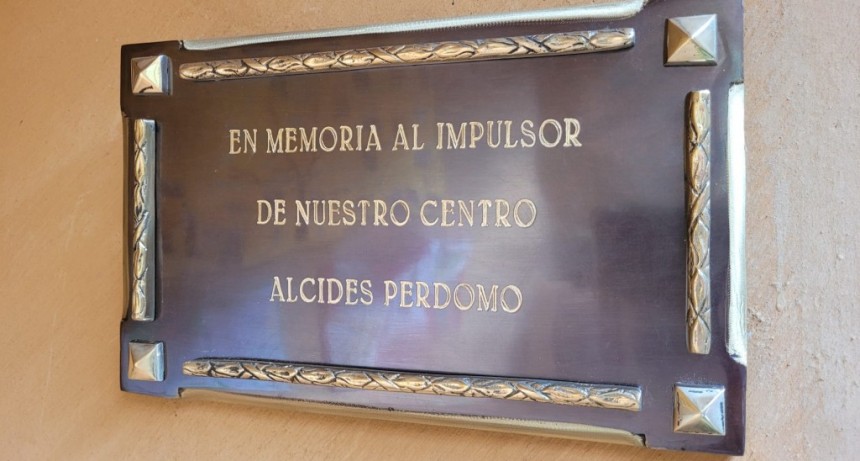 EN MEMORIA AL IMPULSOR
DE NUESTRO CENTRO
ALCIDES PERDOMO